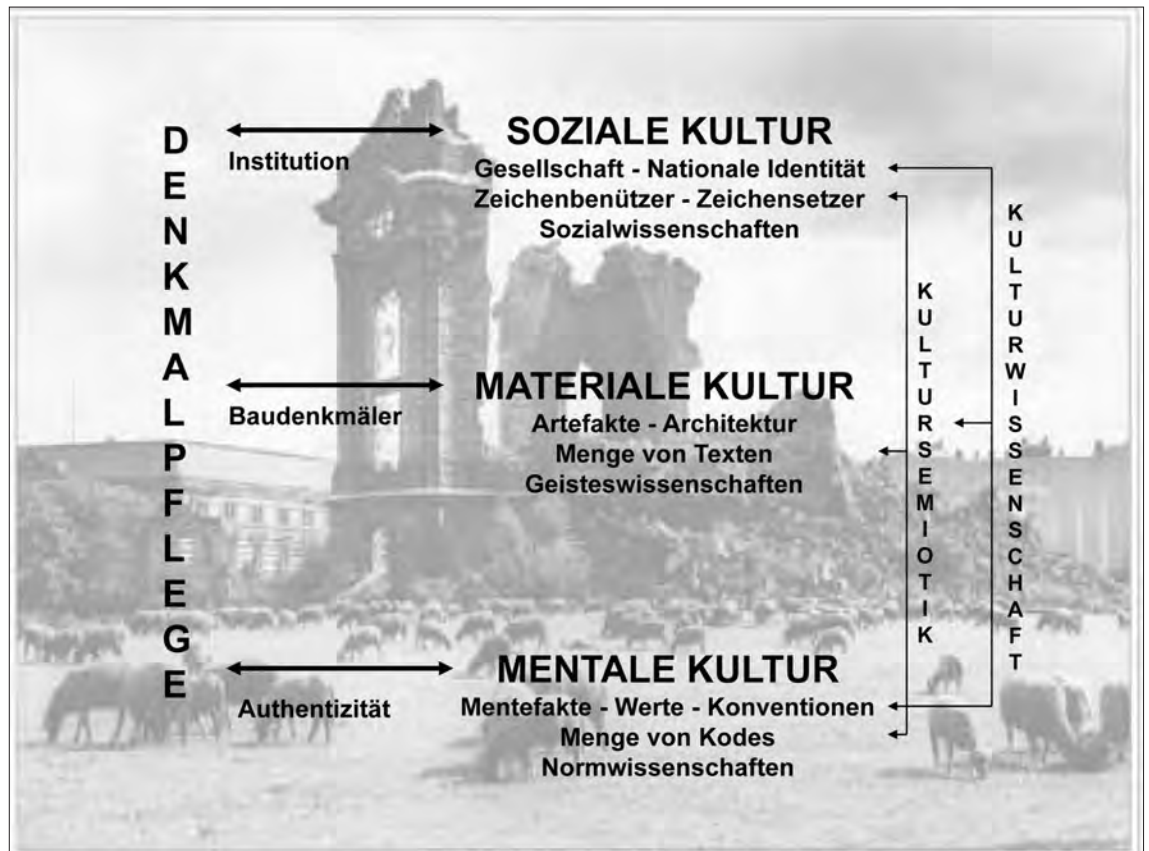 DENKMALPFLEGE
Institution
SOZIALE KULTUR
Gesellschaft - Nationale Identität
Zeichenbenützer - Zeichensetzer
Sozialwissenschaften
Baudenkmäler
MATERIALE KULTUR
Artefakte - Architektur
Menge von Texten
Geisteswissenschaften
Authentizität
MENTALE KULTUR
Mentefakte - Werte - Konventionen
Menge von Kodes
Normwissenschaften
KULTURSEMIOTIK
KULTURWISSENSCHAFT